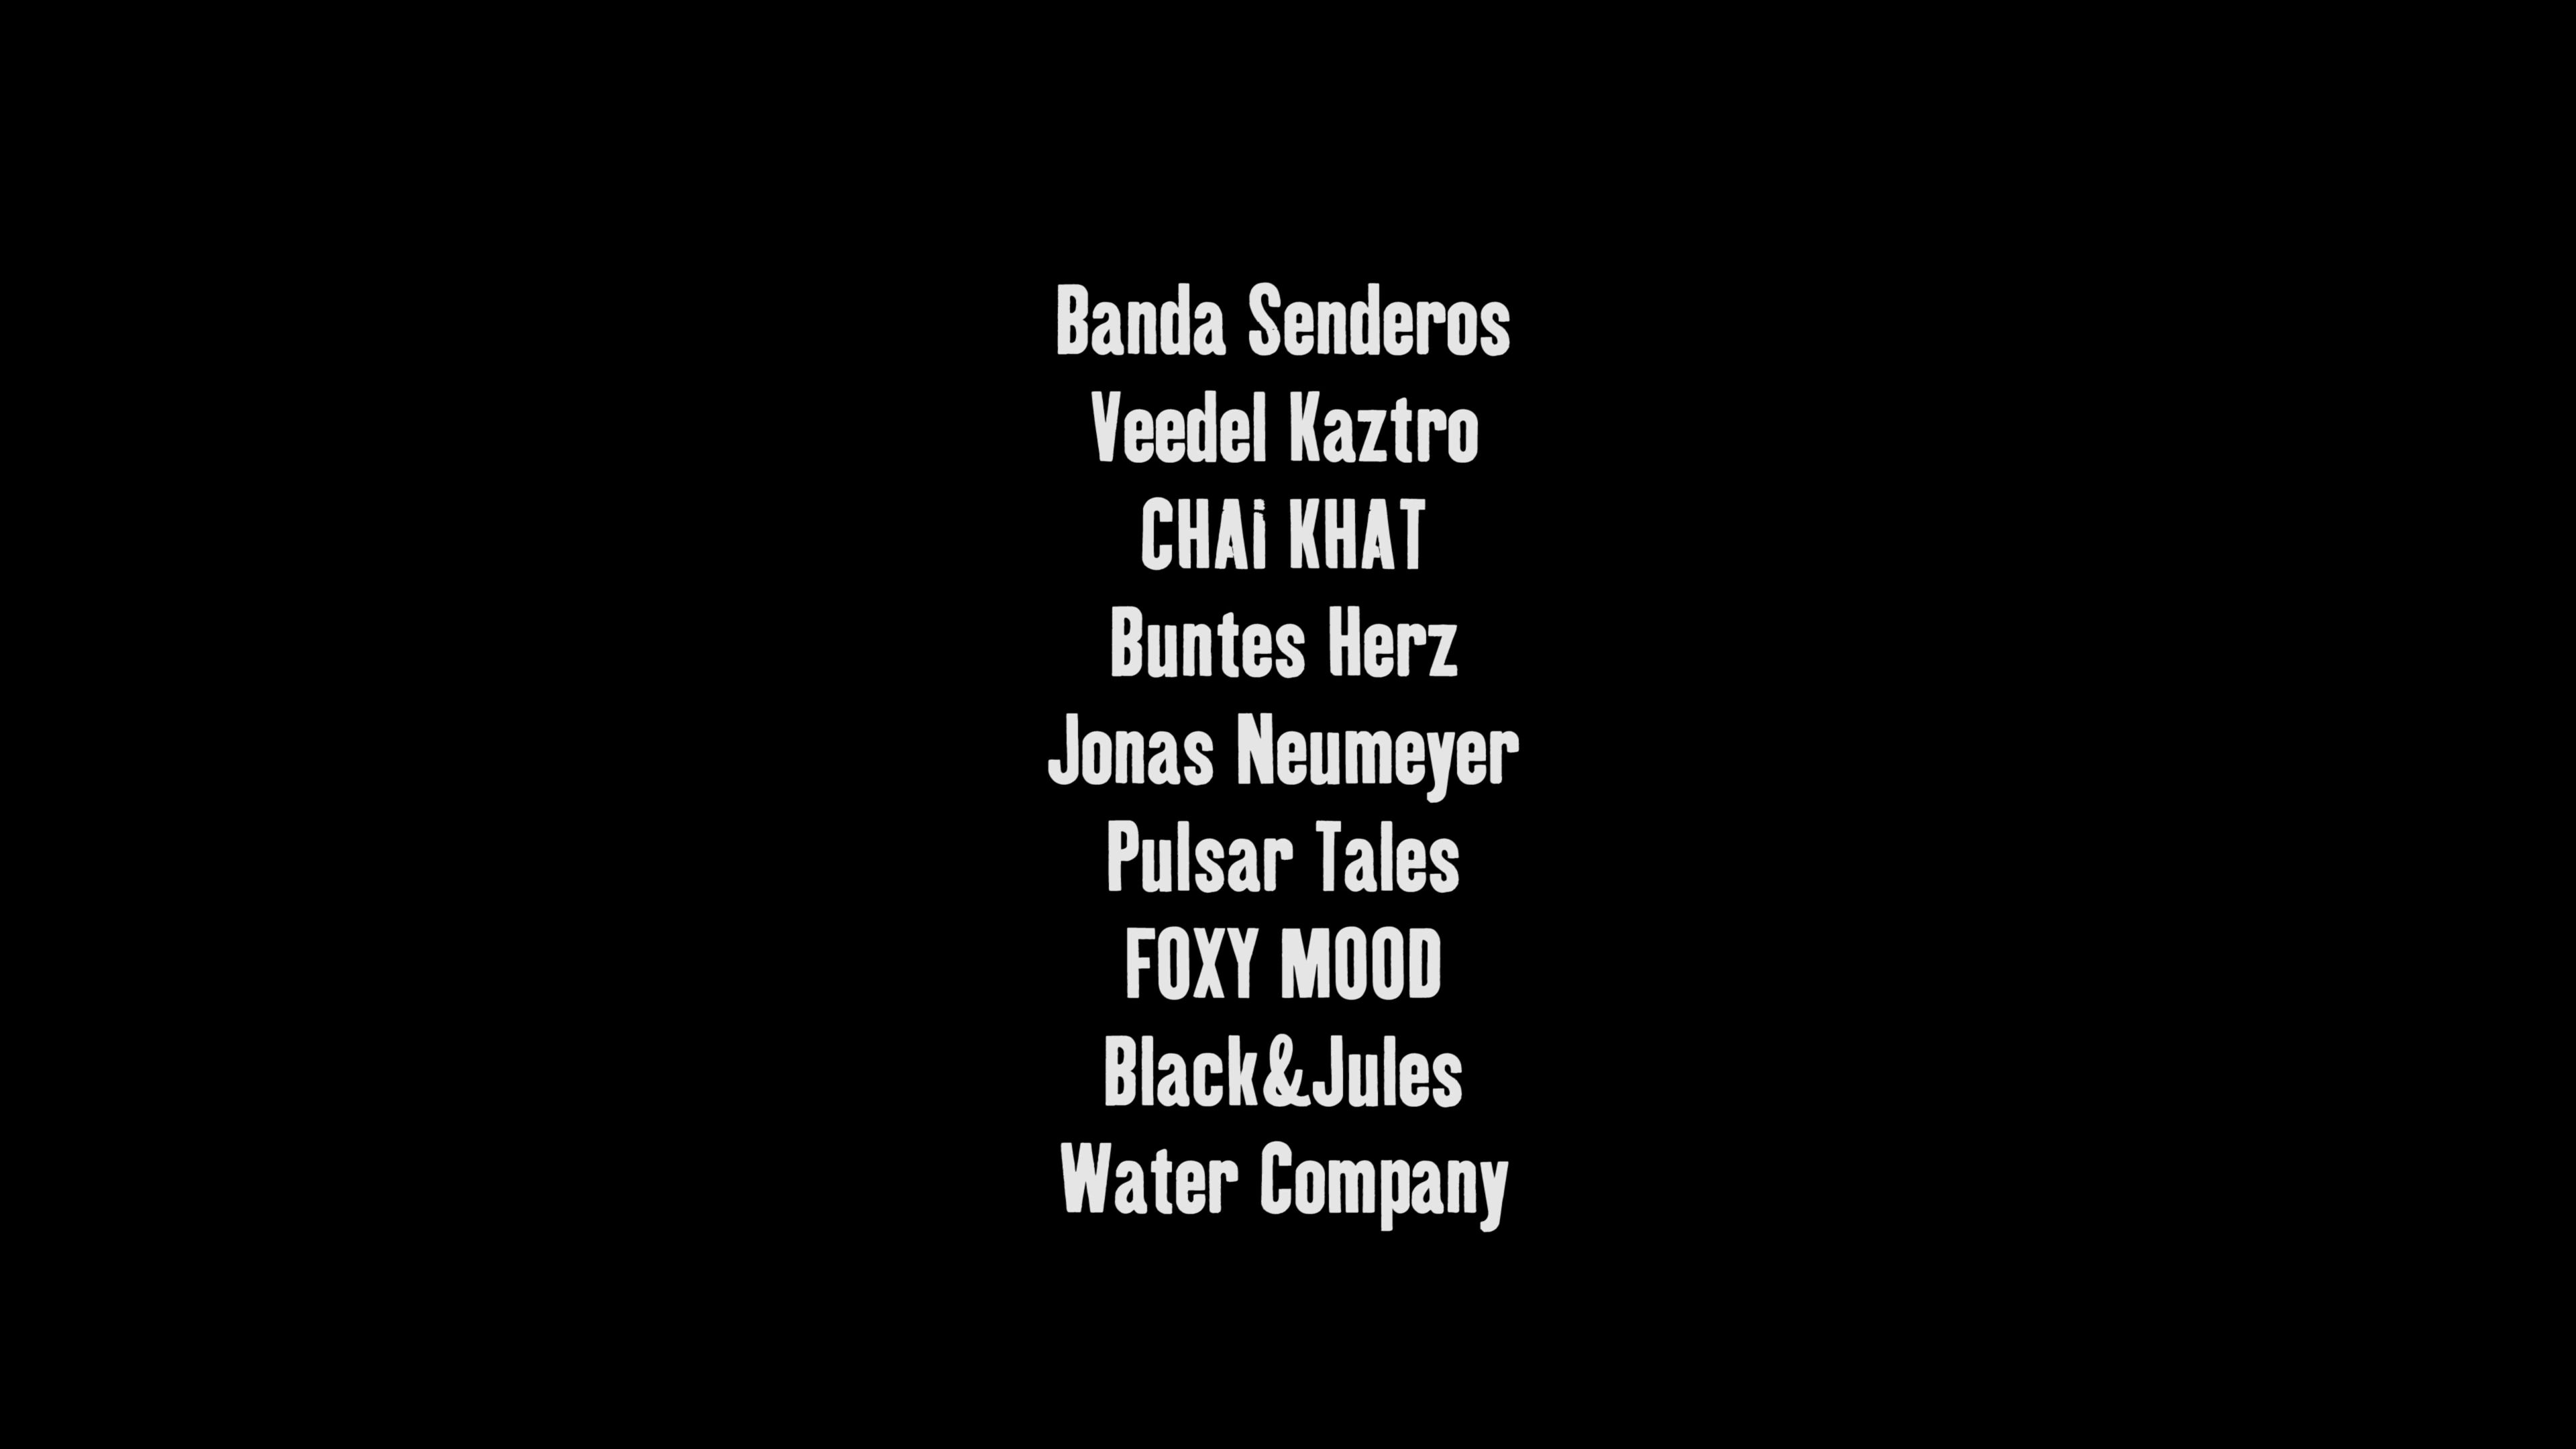 Banda Senderos
Veedel Kaztro
CHAi KHAT
Buntes Herz
Jonas Neumeyer
Pulsar Tales
FOXY MOOD
Black&Jules
Water Company